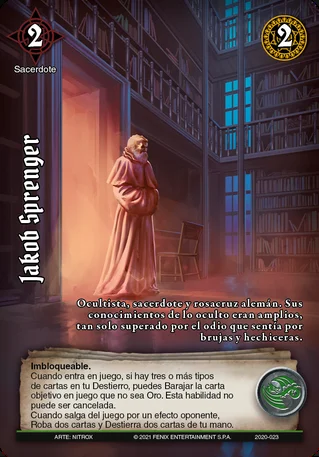 2
2
Sacerdote
Jakob Sprenger
Ocultista, sacerdote y rosacruz alemán. Sus
conocimientos de lo oculto eran amplios,
tan solo superado por el odio que sentía por
brujas y hechiceras.
Imbloqueable.
Cuando entra en juego, si hay tres o más tipos
de cartas en tu Destierro, puedes Barajar la carta
objetivo en juego que no sea Oro. Esta habilidad no
puede ser cancelada.
Cuando salga del juego por un efecto oponente,
Roba dos cartas y Destierra dos cartas de tu mano.
ARTE: NITROX
© 2021 FENIX ENTERTAINMENT S.P.A.
2020-023